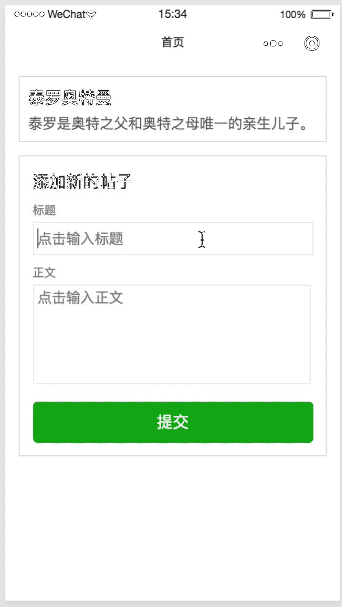 WeChat
15:34
100%
首页
泰罗奥特曼
泰罗是奥特之父和奥特之母唯一的亲生儿子。
添加新的帖子
标题
点击输入标题
正文
点击输入正文
提交